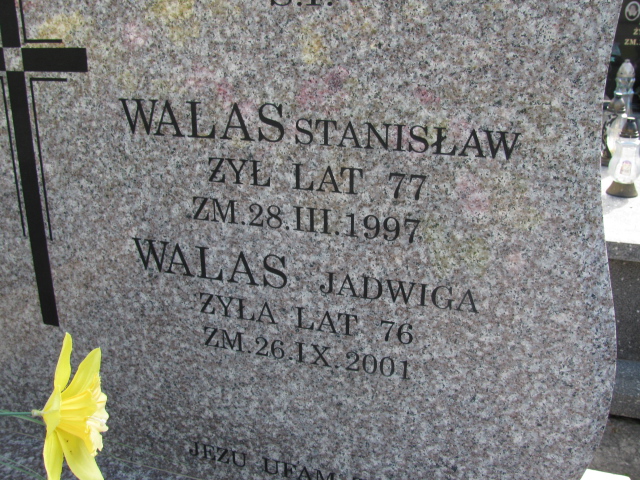 Ś.P.
WALAS STANISŁAW
ŻYŁ LAT 77
ZM.28.III.1997
WALAS JADWIGA
ŻYŁA LAT 76
ZM.26.IX.2001
JEZU UFAM